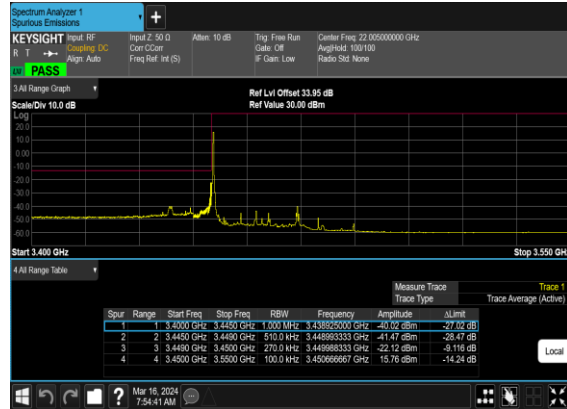 Spectrum Analyzer 1
Spurious Emissions
KEYSIGHT Input: RF Input Z: 50 Ω Atten: 10 dB Trig: Free Run Center Freq: 22.005000000 GHz
R T Coupling: DC Corr CCorr Gate: Off Avg|Hold: 100/100
Align: Auto Freq Ref: Int (S) IF Gain: Low Radio Std: None
PASS
3 All Range Graph
Ref Lvl Offset 33.95 dB
Scale/Div 10.0 dB Ref Value 30.00 dBm
Log
20.0
10.0
0.00
-10.0
-20.0
-30.0
-40.0
-50.0
-60.0
Start 3.400 GHz Stop 3.550 GH
4 All Range Table
Measure Trace Trace 1
Trace Type Trace Average (Active)
Spur Range Start Freq Stop Freq RBW Frequency Amplitude ΔLimit
1 1 3.4000 GHz 3.4450 GHz 1.000 MHz 3.438925000 GHz -40.02 dBm -27.02 dB
2 2 3.4450 GHz 3.4490 GHz 510.0 kHz 3.448993333 GHz -41.47 dBm -28.47 dB
3 3 3.4490 GHz 3.4500 GHz 270.0 kHz 3.449988333 GHz -22.12 dBm -9.116 dB
4 4 3.4500 GHz 3.5500 GHz 100.0 kHz 3.450666667 GHz 15.76 dBm -14.24 dB
Local
Mar 16, 2024
7:54:41 AM